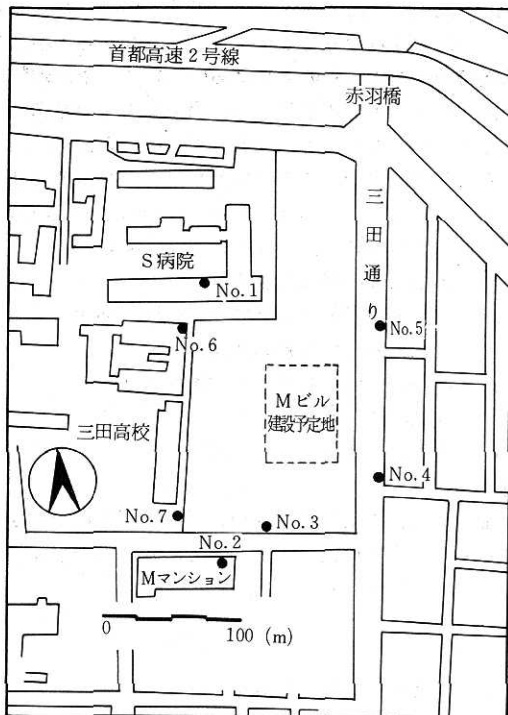 首都高速2号線
赤羽橋
三田通り
S病院
No.1
No.5
No.6
Mビル
建設予定地
三田高校
No.4
No.7
No.3
No.2
Mマンション
0
100 (m)